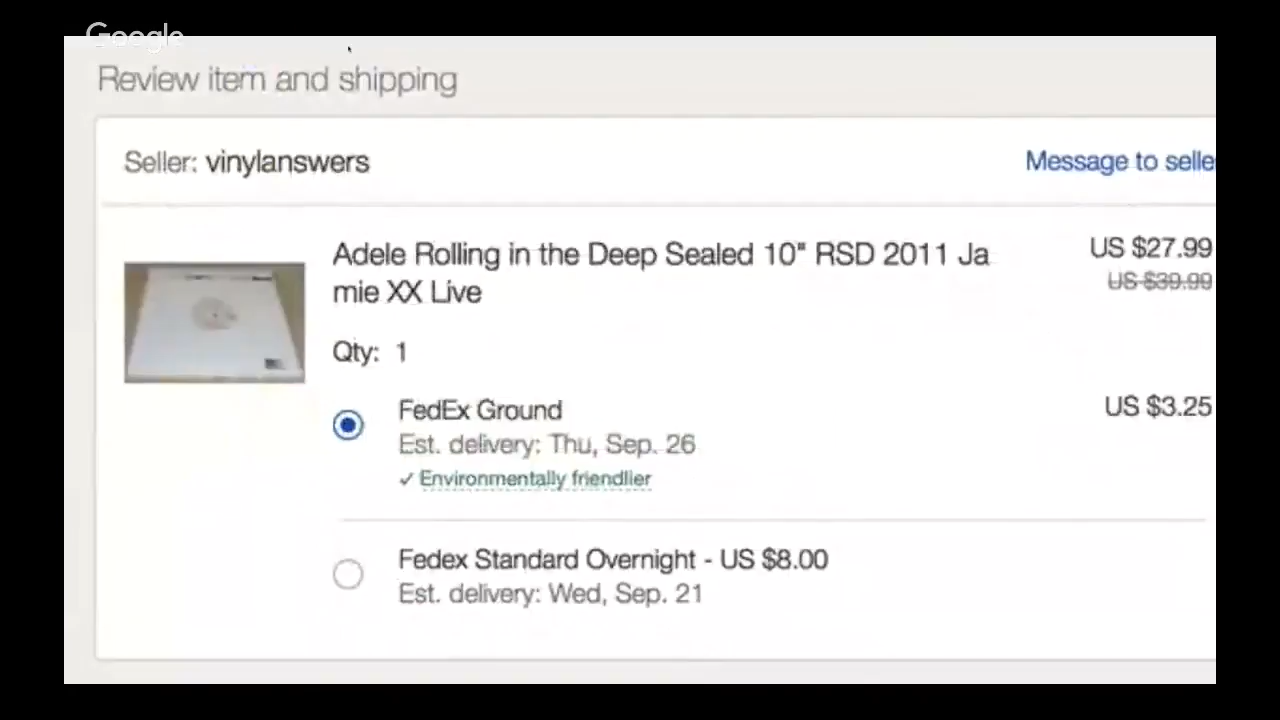 Google
Review item and shipping
Seller: vinylanswers
Message to selle
Adele Rolling in the Deep Sealed 10" RSD 2011 Ja
US $27.99
mie XX Live
US $39.99
Qty: 1
FedEx Ground
US $3.25
Est. delivery: Thu, Sep. 26
✓ Environmentally friendlier
Fedex Standard Overnight - US $8.00
Est. delivery: Wed, Sep. 21